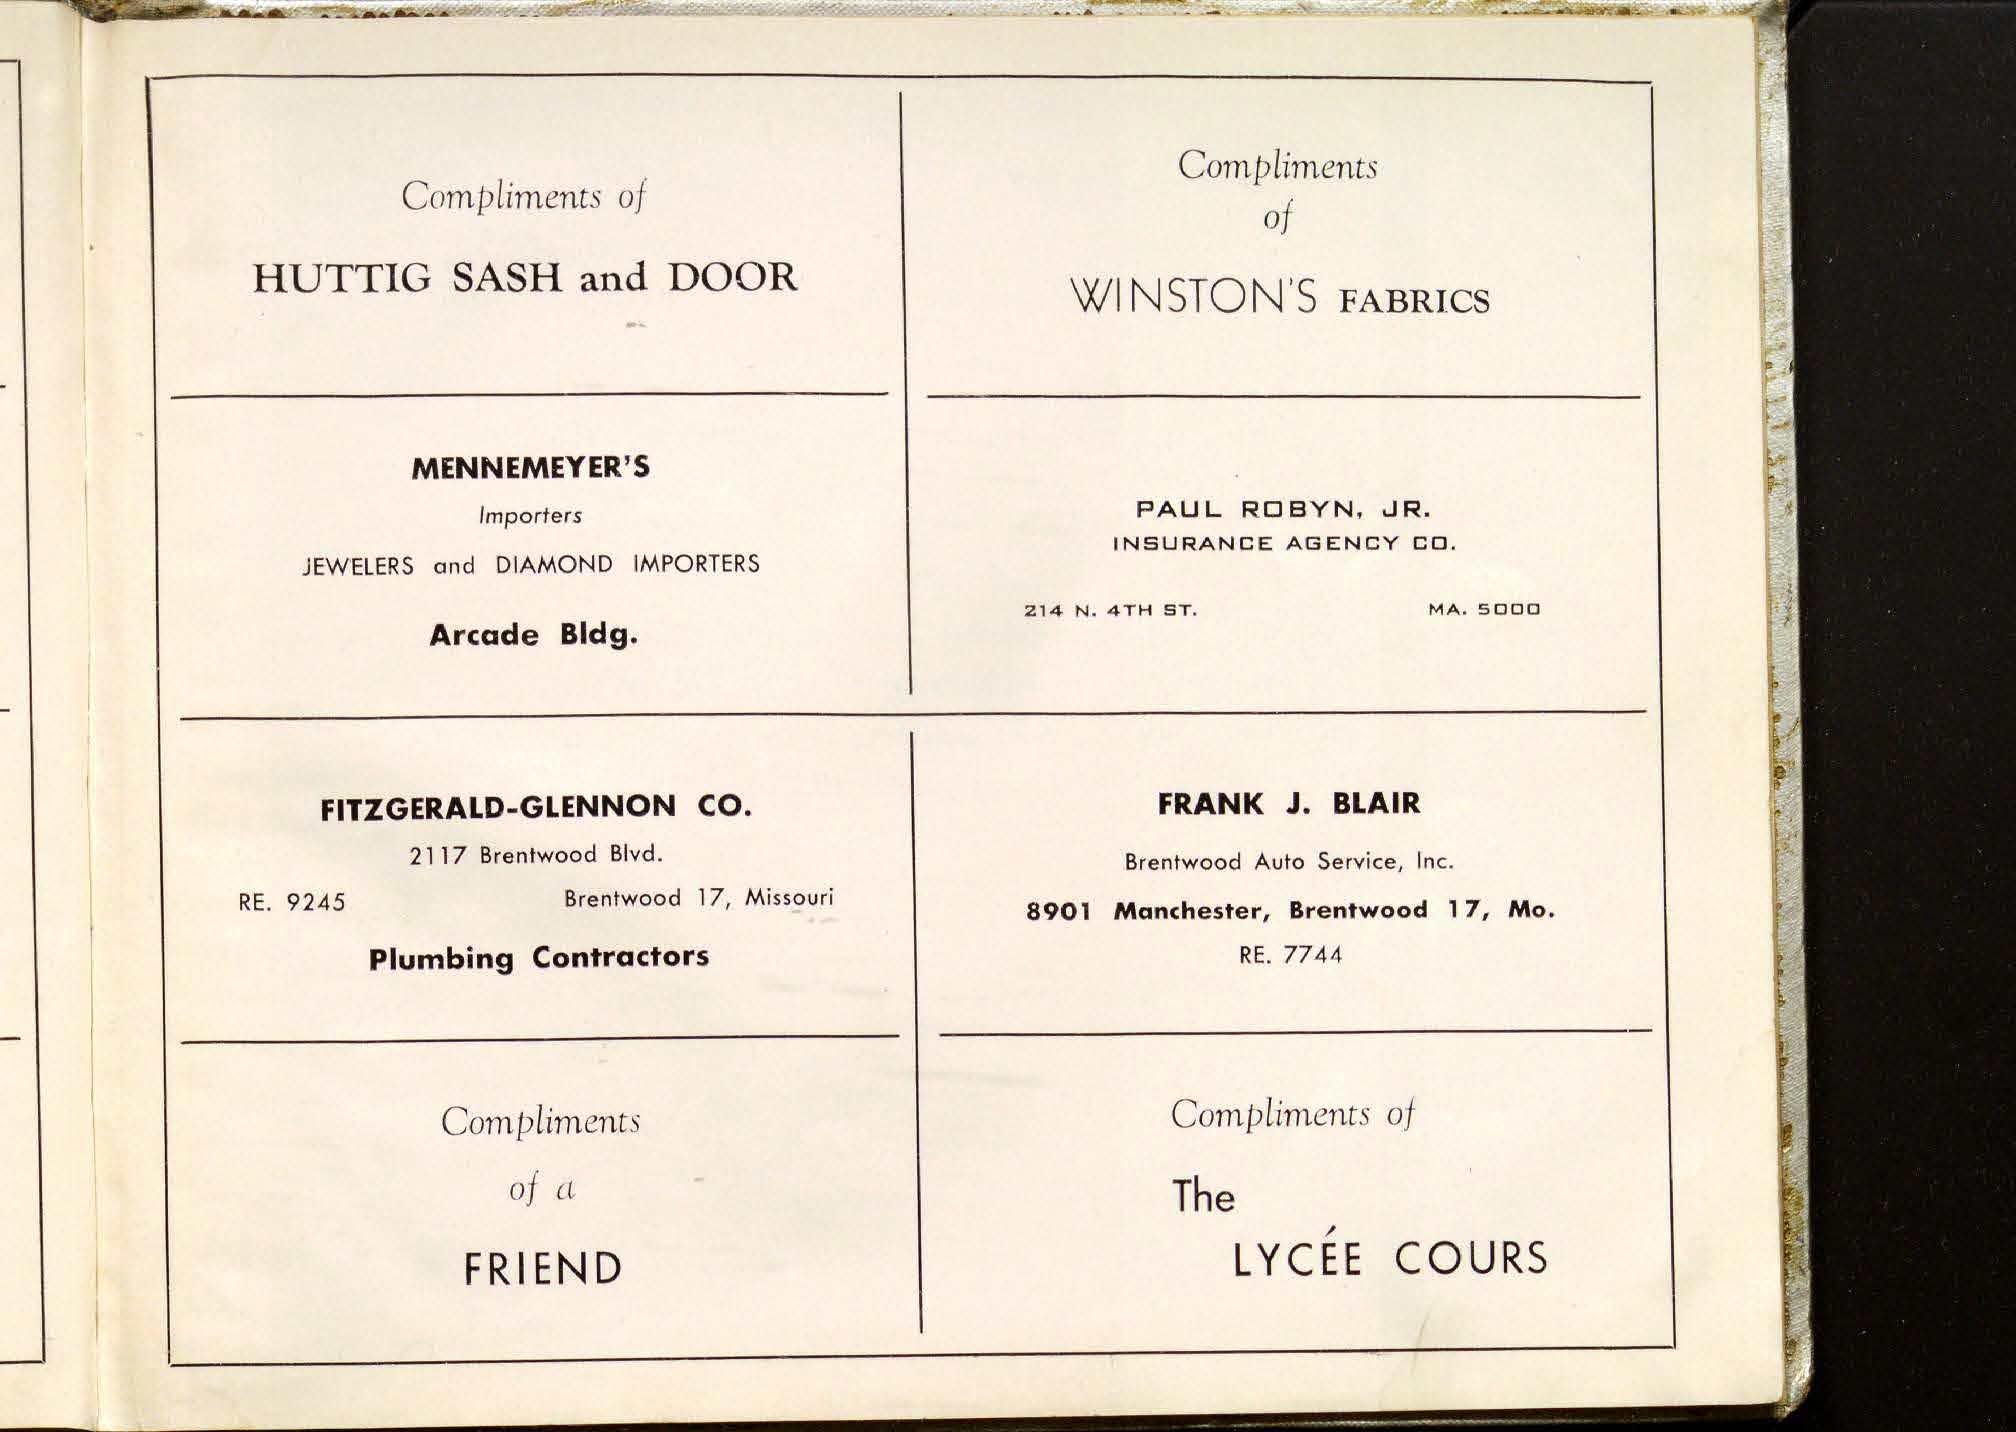 Compliments of
HUTTIG SASH and DOOR
Compliments
of
WINSTON'S FABRICS
MENNEMEYER'S
Importers
JEWELERS and DIAMOND IMPORTERS
Arcade Bldg.
PAUL ROBYN, JR.
INSURANCE AGENCY CO.
214 N. 4TH ST. MA. 5000
FITZGERALD-GLENNON CO.
2117 Brentwood Blvd.
RE. 9245 Brentwood 17, Missouri
Plumbing Contractors
FRANK J. BLAIR
Brentwood Auto Service, Inc.
8901 Manchester, Brentwood 17, Mo.
RE. 7744
Compliments
of a
FRIEND
Compliments of
The
LYCÉE COURS